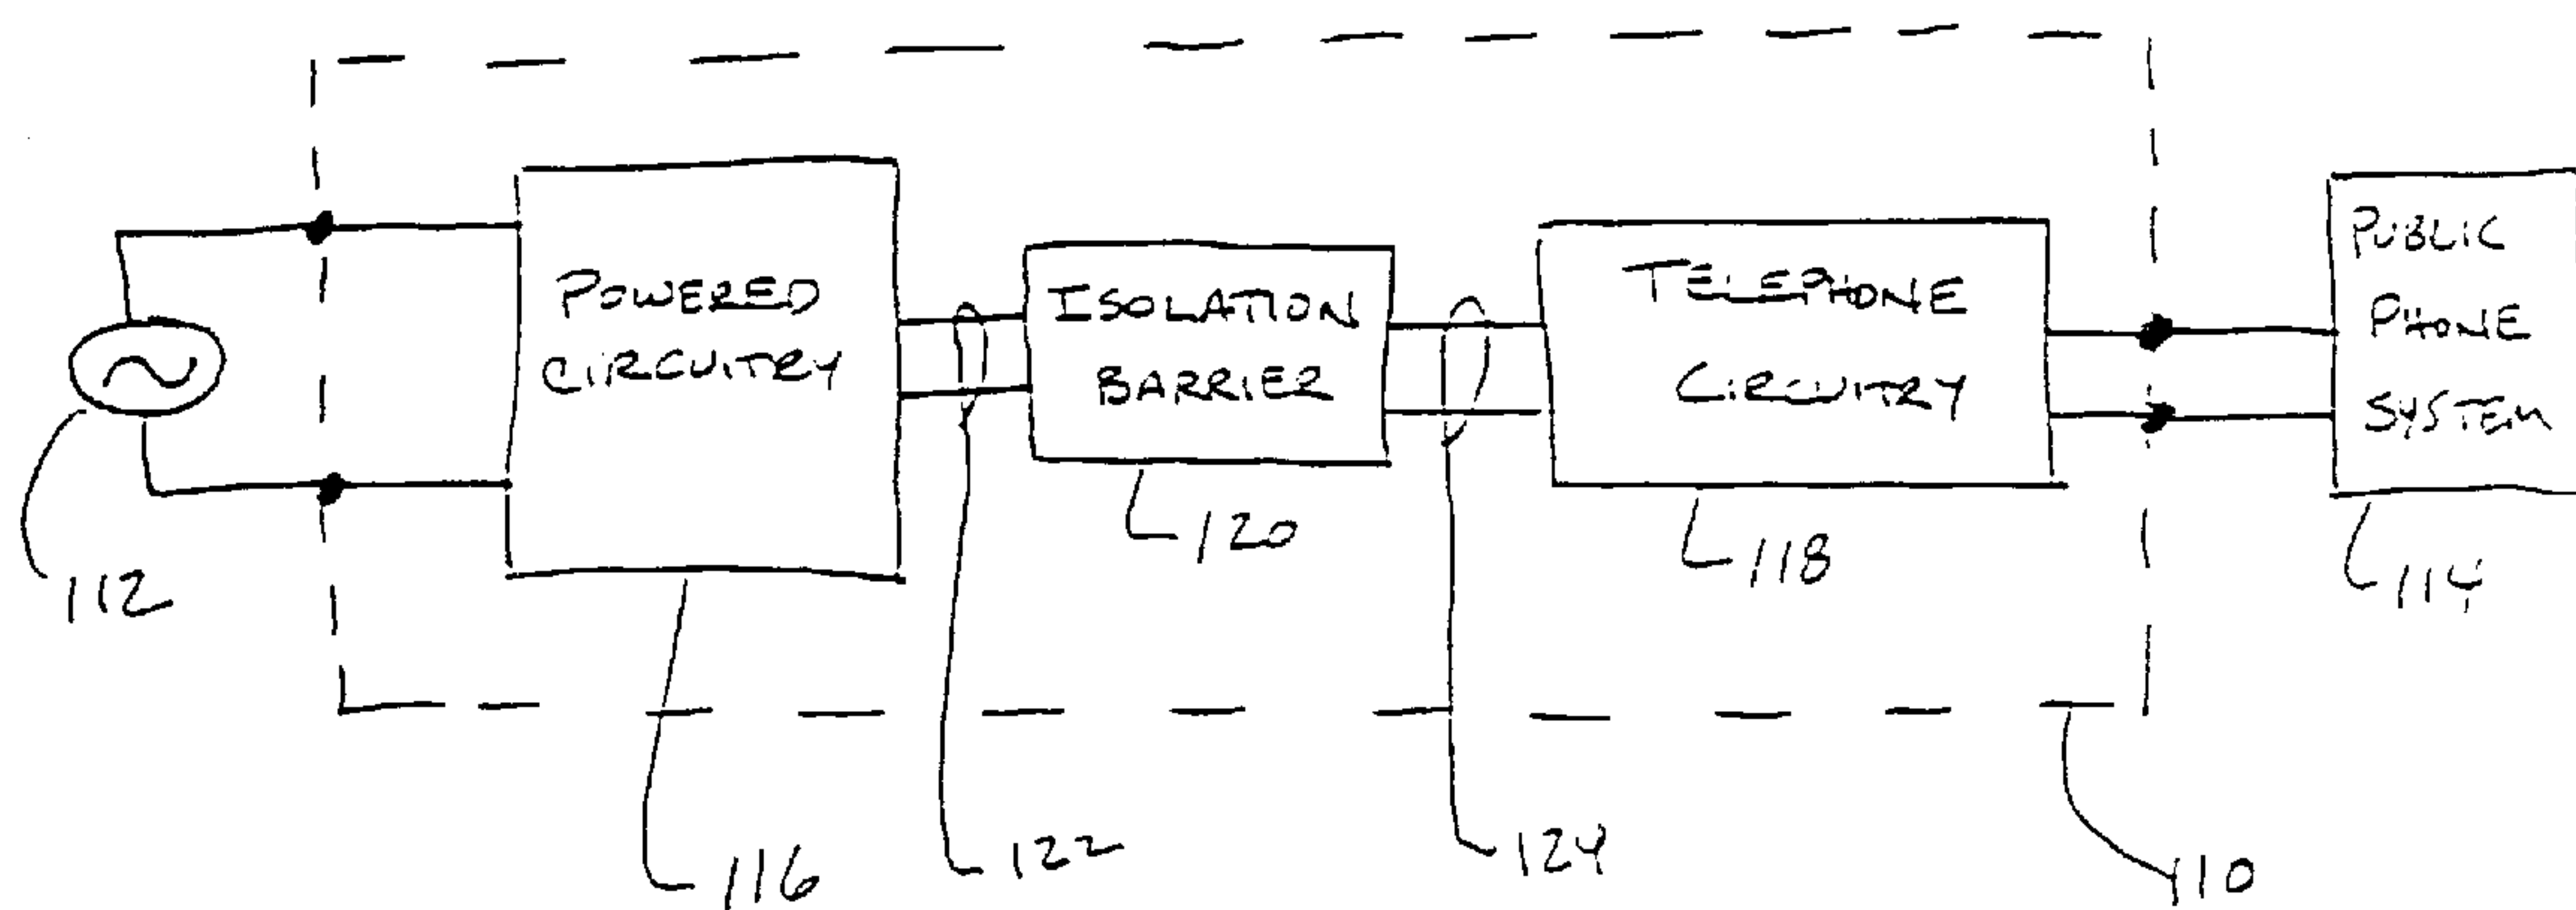 POWERED
CIRCUITRY
ISOLATION
BARRIER
TELEPHONE
CIRCUITRY
PUBLIC
PHONE
SYSTEM
112
120
118
114
116
122
124
110